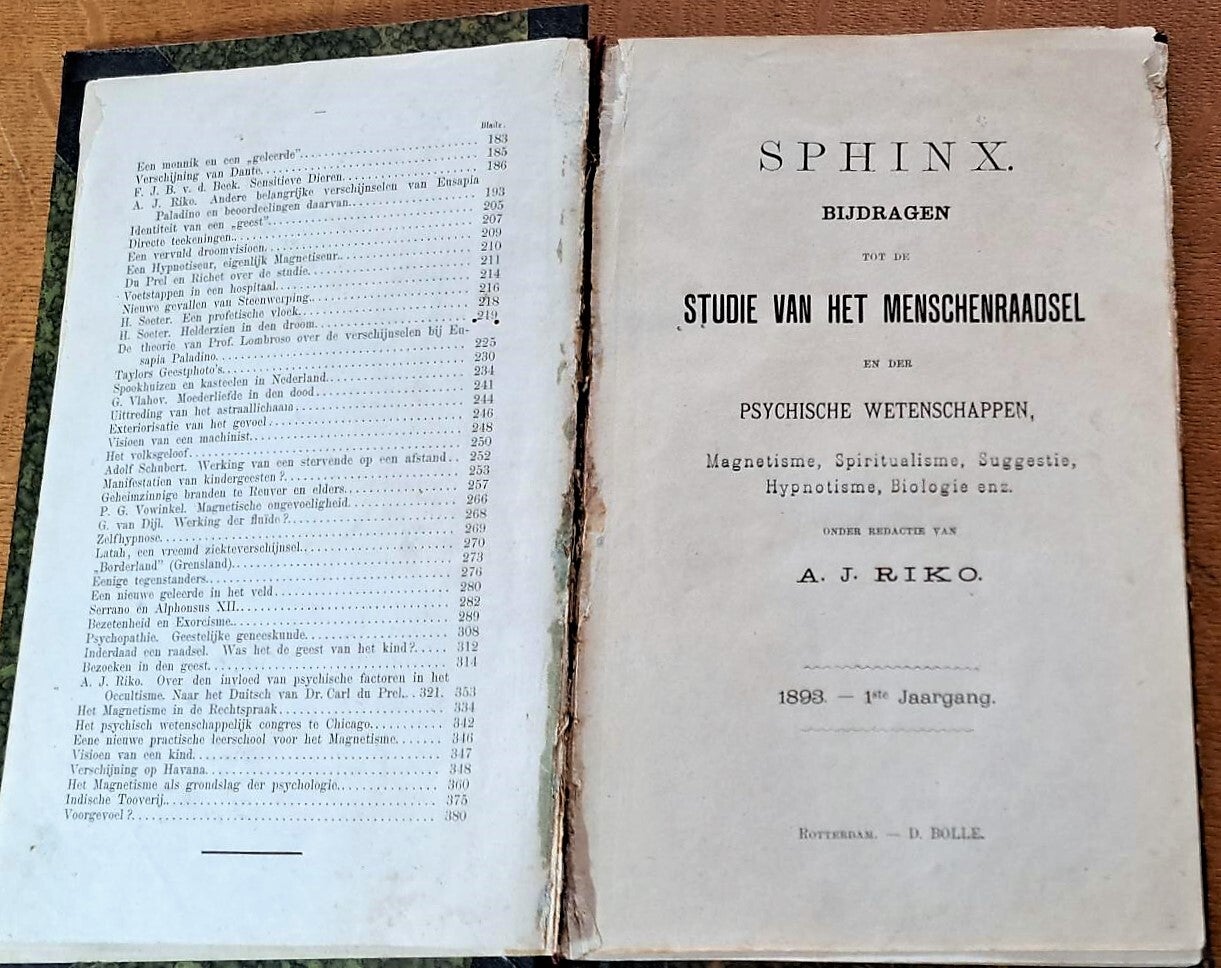 Bladz.
Een monnik en een „geleerde”. 183
Verschijning van Dante. 185
F. J. B. v. d. Beek. Sensitieve Dieren. 186
A. J. Riko. Andere belangrijke verschijnselen van Eusapia
Paladino en beoordeelingen daarvan. 193
Identiteit van een „geest”. 205
Directe teekeningen. 207
Een vervuld droomvisioen. 209
Een Hypnotiseur, eigenlijk Magnetiseur. 210
Du Prel en Richet over de studie. 211
Voetstappen in een hospitaal. 214
Nieuwe gevallen van Steenwerping. 216
H. Soeter. Een profetische vloek. 218
H. Soeter. Helderzien in den droom. 219
De theorie van Prof. Lombroso over de verschijnselen bij Eu-
sapia Paladino. 225
Taylors Geestphoto's. 230
Spookhuizen en kasteelen in Nederland. 234
G. Vlahov. Moederliefde in den dood. 241
Uittreding van het astraallichaam. 244
Exteriorisatie van het gevoel. 246
Visioen van een machinist. 248
Het volksgeloof. 250
Adolf Schubert. Werking van een stervende op een afstand. 252
Manifestation van kindergeesten? 253
Geheimzinnige branden te Reuver en elders. 257
P. G. Vowinkel. Magnetische ongevoeligheid. 266
G. van Dijl. Werking der fluide? 268
Zelfhypnose. 269
Latah, een vreemd ziekteverschijnsel. 270
„Borderland” (Grensland). 273
Eenige tegenstanders. 276
Een nieuwe geleerde in het veld. 280
Serrano en Alphonsus XII. 282
Bezetenheid en Exorcisme. 289
Psychopathie. Geestelijke geneeskunde. 308
Inderdaad een raadsel. Was het de geest van het kind? 312
Bezoeken in den geest. 314
A. J. Riko. Over den invloed van psychische factoren in het
Occultisme. Naar het Duitsch van Dr. Carl du Prel. 321. 353
Het Magnetisme in de Rechtspraak 334
Het psychisch wetenschappelijk congres te Chicago. 342
Eene nieuwe practische leerschool voor het Magnetisme. 346
Visioen van een kind. 347
Verschijning op Havana. 348
Het Magnetisme als grondslag der psychologie. 360
Indische Tooverij. 375
Voorgevoel? 380
SPHINX.
BIJDRAGEN
TOT DE
STUDIE VAN HET MENSCHENRAADSEL
EN DER
PSYCHISCHE WETENSCHAPPEN,
Magnetisme, Spiritualisme, Suggestie,
Hypnotisme, Biologie enz.
ONDER REDACTIE VAN
A. J. RIKO.
1893. — 1ste Jaargang.
ROTTERDAM. — D. BOLLE.